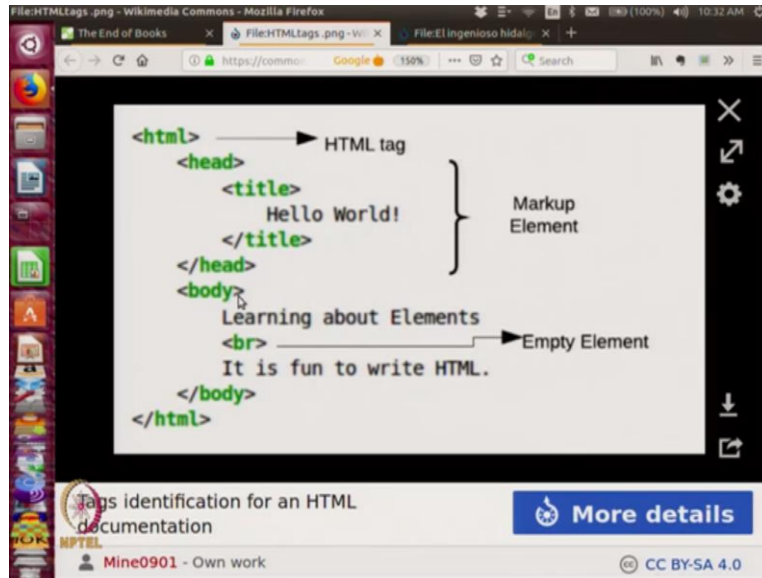 File:HTMLtags .png - Wikimedia Commons - Mozilla Firefox
En (100%) 10:32 AM
The End of Books × File:HTMLtags .png - Wi × File:El ingenioso hidalg × +
https://commo Google 150% ... Search
<html> HTML tag
<head>
<title>
Hello World!
</title>
</head>
Markup
Element
<body>
Learning about Elements
<br> Empty Element
It is fun to write HTML.
</body>
</html>
Tags identification for an HTML
documentation
More details
NPTEL
Mine0901 - Own work
cc CC BY-SA 4.0